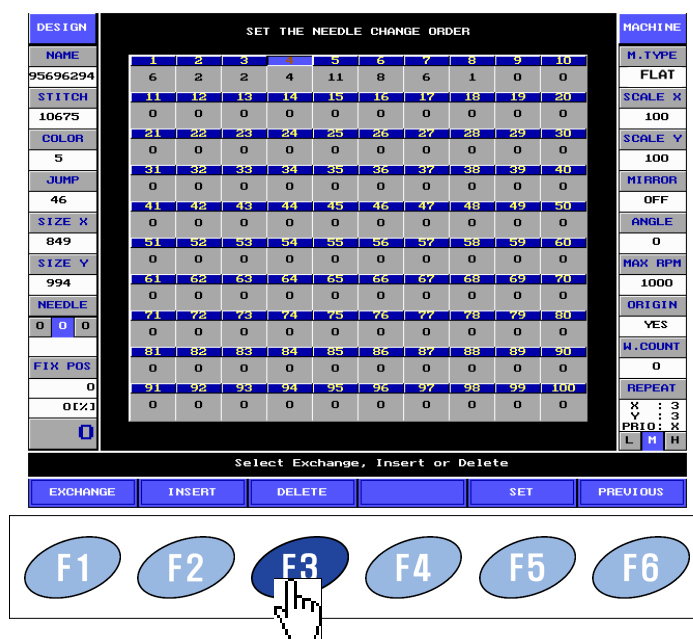 DESIGN SET THE NEEDLE CHANGE ORDER MACHINE
NAME
95696294
STITCH
10675
COLOR
5
JUMP
46
SIZE X
849
SIZE Y
994
NEEDLE
0 0 0
FIX POS
0
0[%]
0
1 2 3 4 5 6 7 8 9 10
6 2 2 4 11 8 6 1 0 0
11 12 13 14 15 16 17 18 19 20
0 0 0 0 0 0 0 0 0 0
21 22 23 24 25 26 27 28 29 30
0 0 0 0 0 0 0 0 0 0
31 32 33 34 35 36 37 38 39 40
0 0 0 0 0 0 0 0 0 0
41 42 43 44 45 46 47 48 49 50
0 0 0 0 0 0 0 0 0 0
51 52 53 54 55 56 57 58 59 60
0 0 0 0 0 0 0 0 0 0
61 62 63 64 65 66 67 68 69 70
0 0 0 0 0 0 0 0 0 0
71 72 73 74 75 76 77 78 79 80
0 0 0 0 0 0 0 0 0 0
81 82 83 84 85 86 87 88 89 90
0 0 0 0 0 0 0 0 0 0
91 92 93 94 95 96 97 98 99 100
0 0 0 0 0 0 0 0 0 0
M.TYPE
FLAT
SCALE X
100
SCALE Y
100
MIRROR
OFF
ANGLE
0
MAX RPM
1000
ORIGIN
YES
W.COUNT
0
REPEAT
X : 3
Y : 3
PRIO: X
L M H
Select Exchange, Insert or Delete
EXCHANGE INSERT DELETE SET PREVIOUS
F1 F2 F3 F4 F5 F6